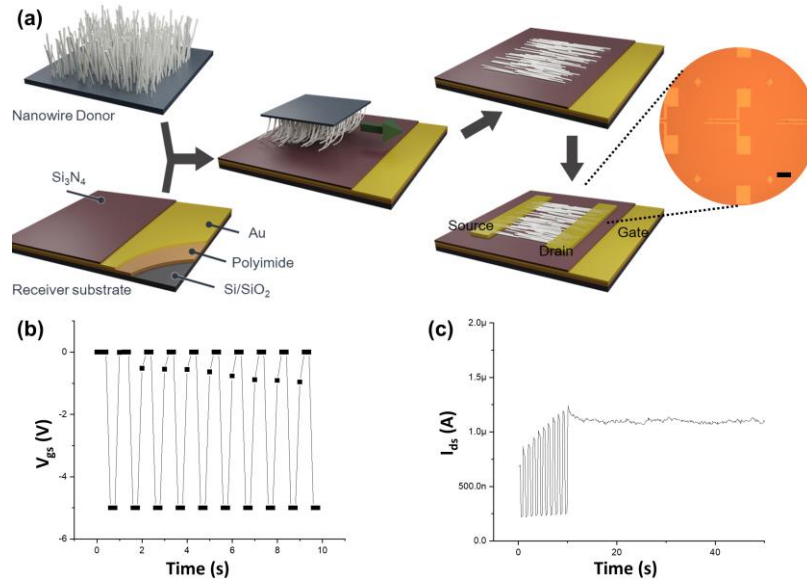 (a)
Nanowire Donor
Si₃N₄
Au
Polyimide
Si/SiO₂
Receiver substrate
Source
Drain
Gate
(b)
0
-2
-4
-6
Vgs (V)
0 2 4 6 8 10
Time (s)
(c)
2.0µ
1.5µ
1.0µ
500.0n
0.0
Ids (A)
0 20 40
Time (s)